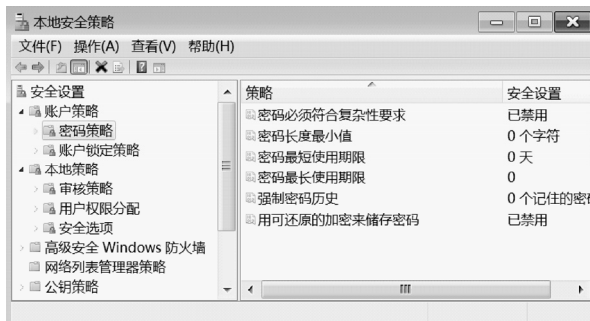 本地安全策略
文件(F) 操作(A) 查看(V) 帮助(H)
安全设置
账户策略
密码策略
账户锁定策略
本地策略
审核策略
用户权限分配
安全选项
高级安全 Windows 防火墙
网络列表管理器策略
公钥策略
策略 安全设置
密码必须符合复杂性要求 已禁用
密码长度最小值 0 个字符
密码最短使用期限 0 天
密码最长使用期限 0
强制密码历史 0 个记住的密
用可还原的加密来储存密码 已禁用